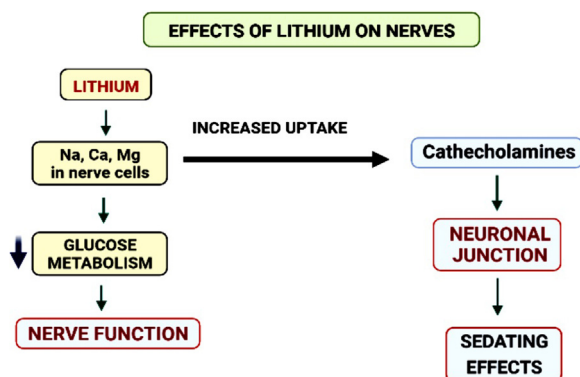 EFFECTS OF LITHIUM ON NERVES
LITHIUM
Na, Ca, Mg
in nerve cells
GLUCOSE
METABOLISM
NERVE FUNCTION
INCREASED UPTAKE
Cathecholamines
NEURONAL
JUNCTION
SEDATING
EFFECTS